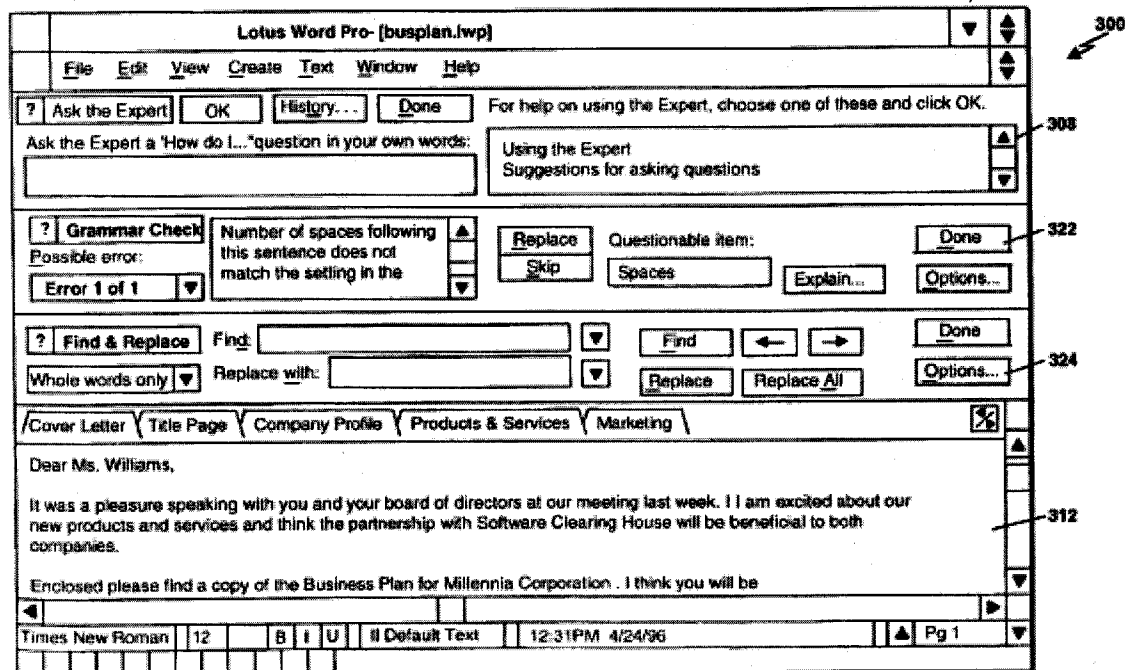 Lotus Word Pro- [busplan.lwp]
300
File Edit View Create Text Window Help
? Ask the Expert OK History... Done For help on using the Expert, choose one of these and click OK.
308
Ask the Expert a 'How do I..."question in your own words:
Using the Expert
Suggestions for asking questions
? Grammar Check
Possible error:
Error 1 of 1
Number of spaces following
this sentence does not
match the setting in the
Replace
Skip
Questionable item:
Spaces
Explain...
Done
322
Options...
? Find & Replace Find: Find Done
324
Whole words only Replace with: Replace Replace All Options...
Cover Letter Title Page Company Profile Products & Services Marketing
Dear Ms. Williams,
It was a pleasure speaking with you and your board of directors at our meeting last week. I I am excited about our
new products and services and think the partnership with Software Clearing House will be beneficial to both
312
companies.
Enclosed please find a copy of the Business Plan for Millennia Corporation . I think you will be
Times New Roman 12 B I U II Default Text 12:31PM 4/24/96 Pg 1